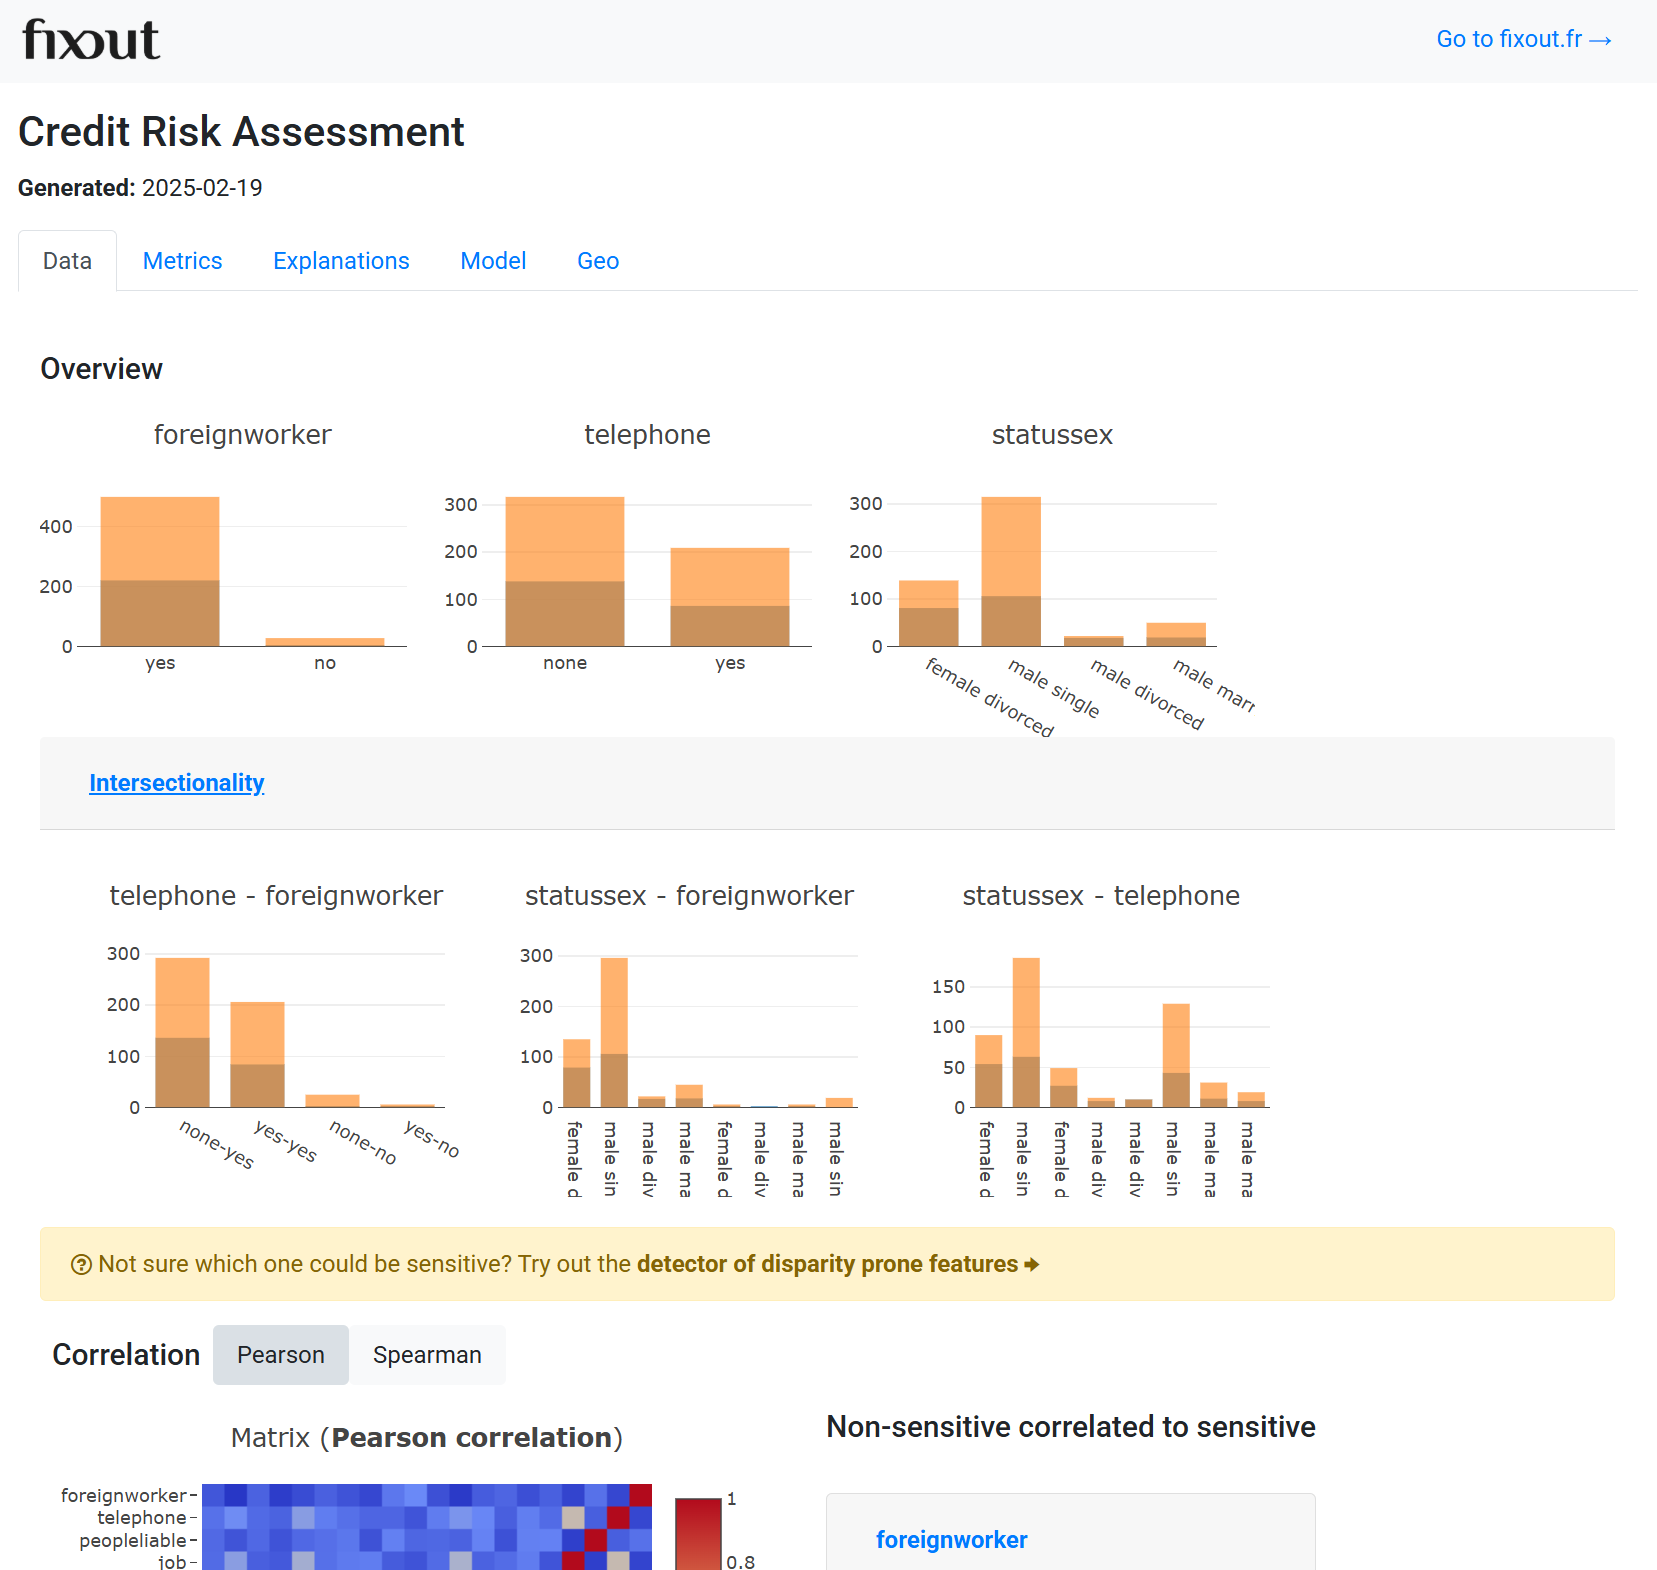 fixout
Go to fixout.fr →
Credit Risk Assessment
Generated: 2025-02-19
Data
Metrics
Explanations
Model
Geo
Overview
foreignworker
400
200
0
yes
no
telephone
300
200
100
0
none
yes
statussex
300
200
100
0
female divorced
male single
male divorced
male marr
Intersectionality
telephone - foreignworker
300
200
100
0
none-yes
yes-yes
none-no
yes-no
statussex - foreignworker
300
200
100
0
female d
male sin
male div
male ma
female d
male div
male ma
male sin
statussex - telephone
150
100
50
0
female d
male sin
female d
male div
male div
male sin
male ma
male ma
Not sure which one could be sensitive? Try out the detector of disparity prone features
Correlation
Pearson
Spearman
Matrix (Pearson correlation)
foreignworker
telephone
peopleliable
job
1
0.8
Non-sensitive correlated to sensitive
foreignworker